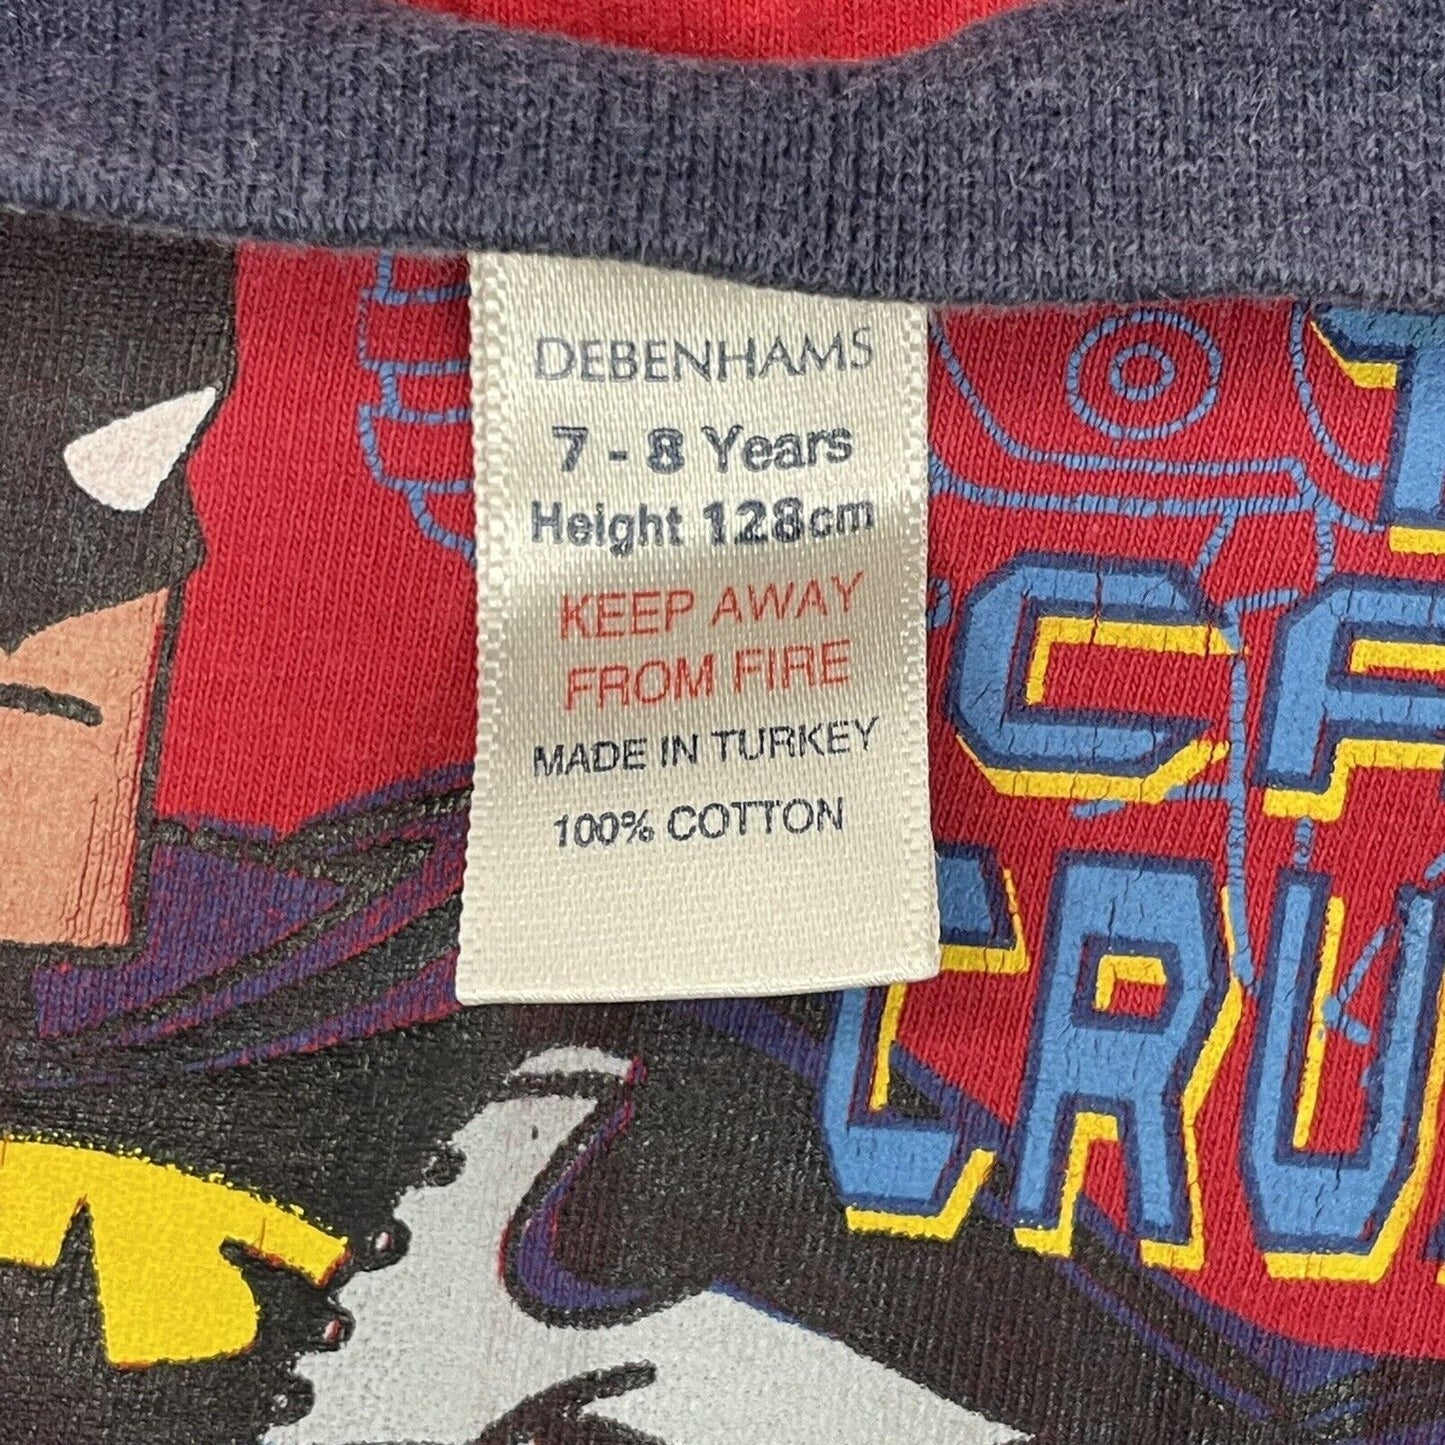 DEBENHAMS
7 - 8 Years
Height 128cm
KEEP AWAY
FROM FIRE
MADE IN TURKEY
100% COTTON